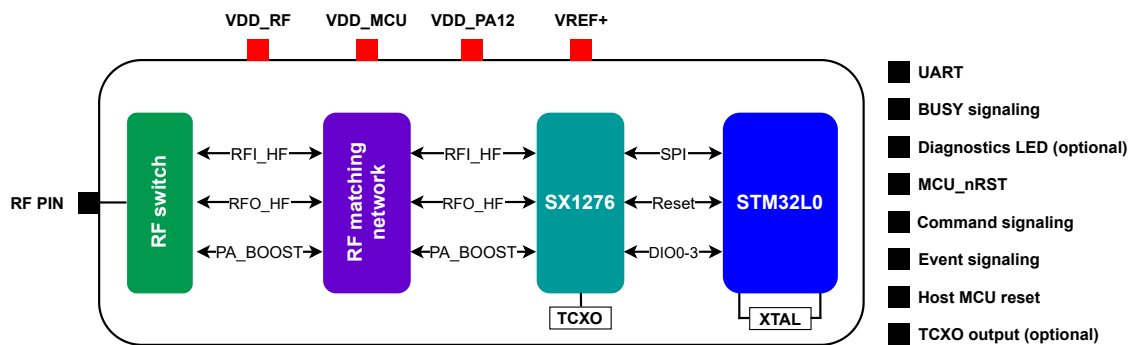 VDD_RF
VDD_MCU
VDD_PA12
VREF+
RF PIN
RF switch
RFI_HF
RFO_HF
PA_BOOST
RF matching
network
RFI_HF
RFO_HF
PA_BOOST
SX1276
TCXO
SPI
Reset
DIO0-3
STM32L0
XTAL
UART
BUSY signaling
Diagnostics LED (optional)
MCU_nRST
Command signaling
Event signaling
Host MCU reset
TCXO output (optional)